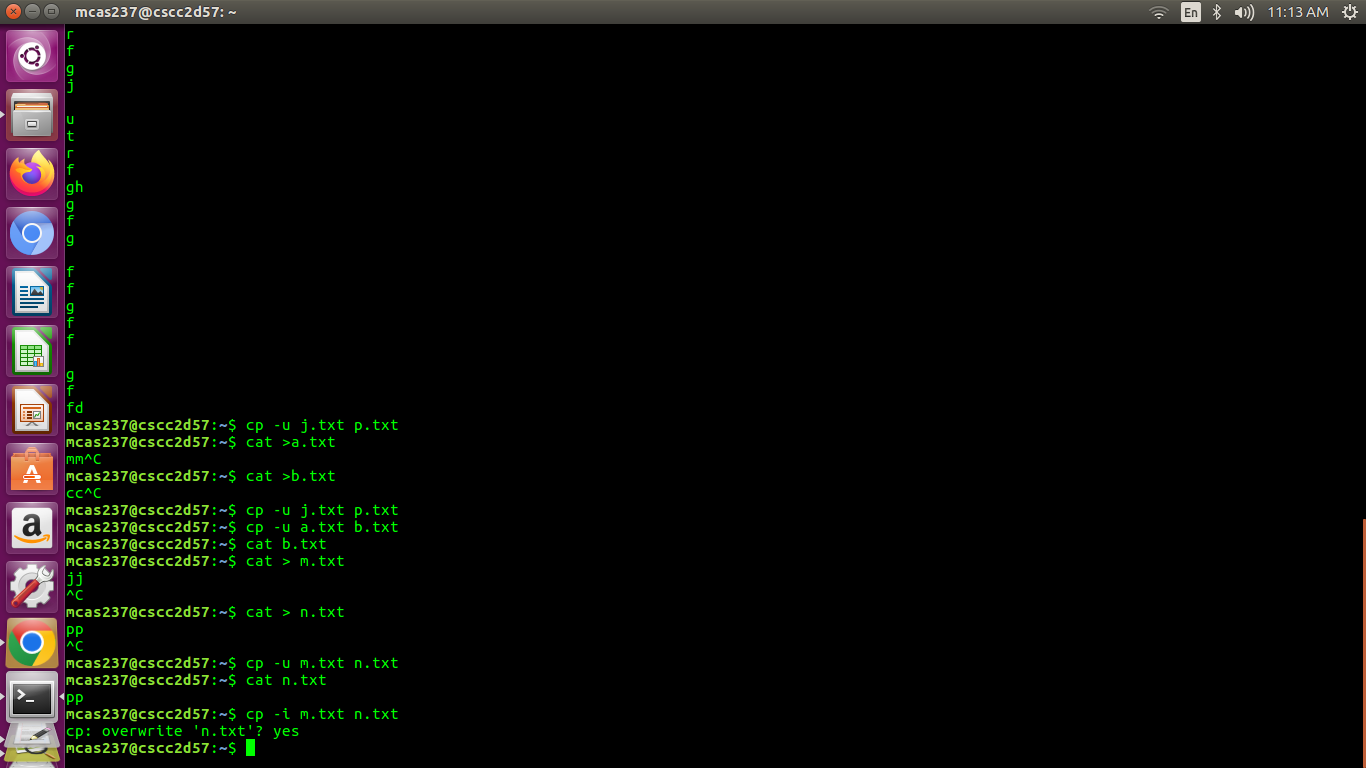 mcas237@cscc2d57: ~
En
11:13 AM
r
f
g
j
u
t
r
f
gh
g
f
g
f
f
g
f
f
g
f
fd
mcas237@cscc2d57:~$ cp -u j.txt p.txt
mcas237@cscc2d57:~$ cat >a.txt
mm^C
mcas237@cscc2d57:~$ cat >b.txt
cc^C
mcas237@cscc2d57:~$ cp -u j.txt p.txt
mcas237@cscc2d57:~$ cp -u a.txt b.txt
mcas237@cscc2d57:~$ cat b.txt
mcas237@cscc2d57:~$ cat > m.txt
jj
^C
mcas237@cscc2d57:~$ cat > n.txt
pp
^C
mcas237@cscc2d57:~$ cp -u m.txt n.txt
mcas237@cscc2d57:~$ cat n.txt
pp
mcas237@cscc2d57:~$ cp -i m.txt n.txt
cp: overwrite 'n.txt'? yes
mcas237@cscc2d57:~$